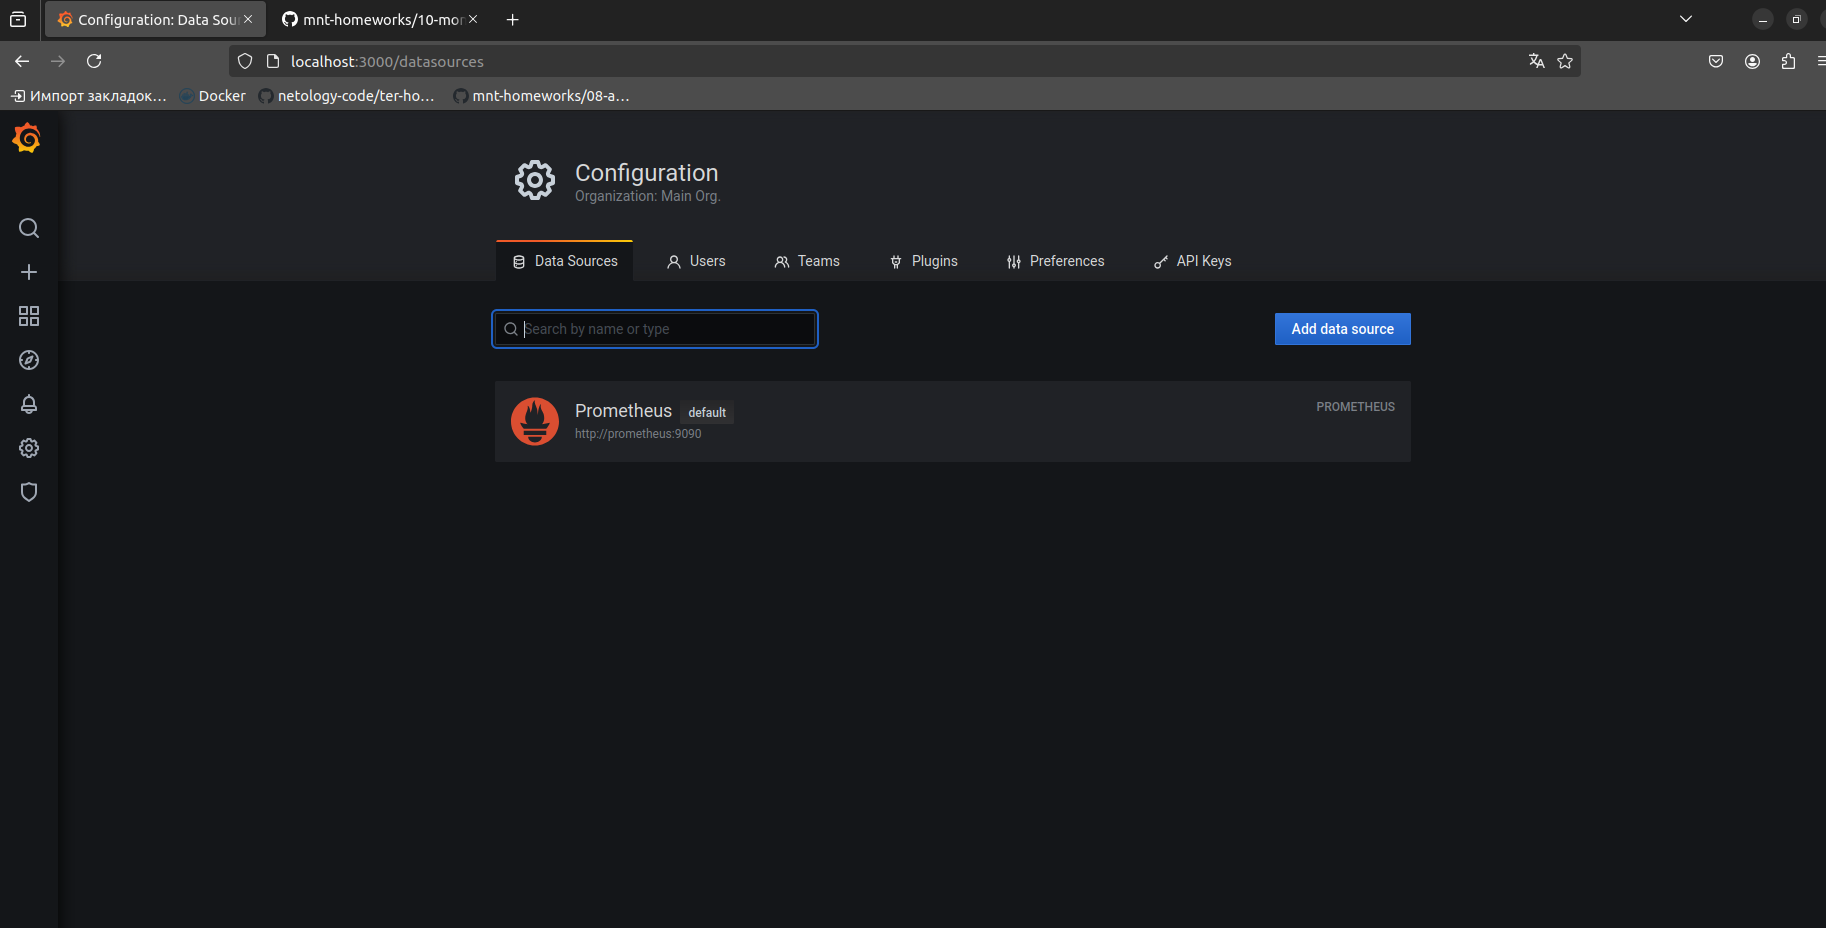 Configuration: Data Sou
mnt-homeworks/10-mor
localhost:3000/datasources
Импорт закладок...
Docker
netology-code/ter-ho...
mnt-homeworks/08-a...
Configuration
Organization: Main Org.
Data Sources
Users
Teams
Plugins
Preferences
API Keys
Search by name or type
Add data source
Prometheus
default
PROMETHEUS
http://prometheus:9090